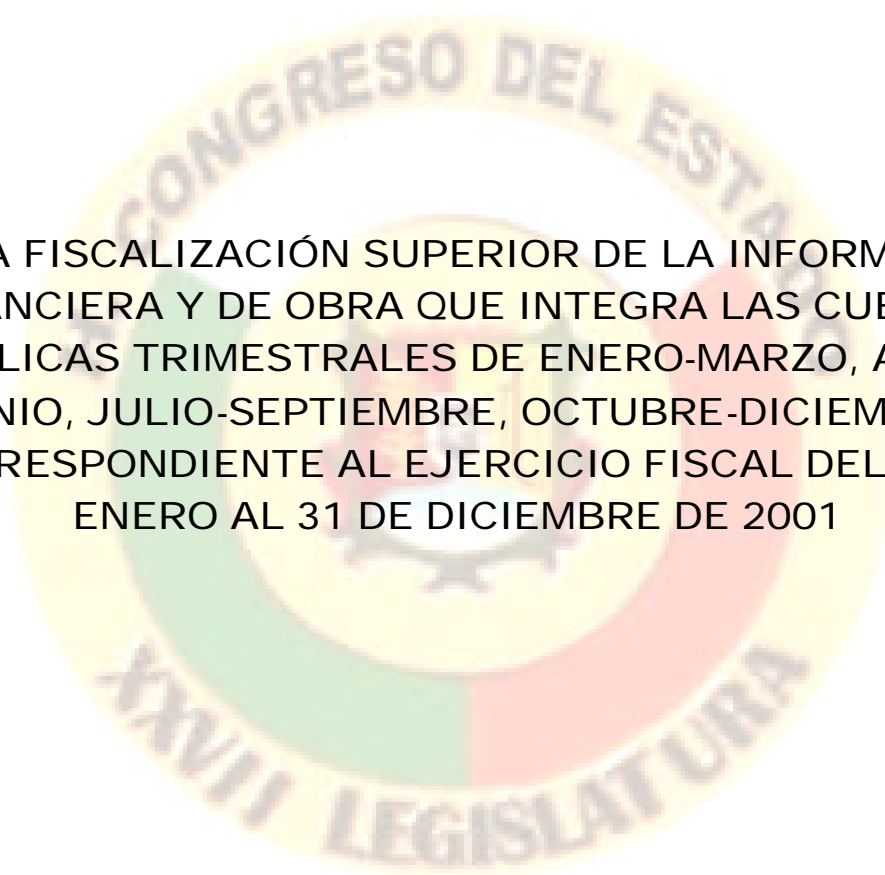 A FISCALIZACIÓN SUPERIOR DE LA INFORM
ANCIERA Y DE OBRA QUE INTEGRA LAS CUE
LICAS TRIMESTRALES DE ENERO-MARZO, A
NIO, JULIO-SEPTIEMBRE, OCTUBRE-DICIEM
RESPONDIENTE AL EJERCICIO FISCAL DEL
ENERO AL 31 DE DICIEMBRE DE 2001
H. CONGRESO DEL ESTADO
XXVII LEGISLATURA